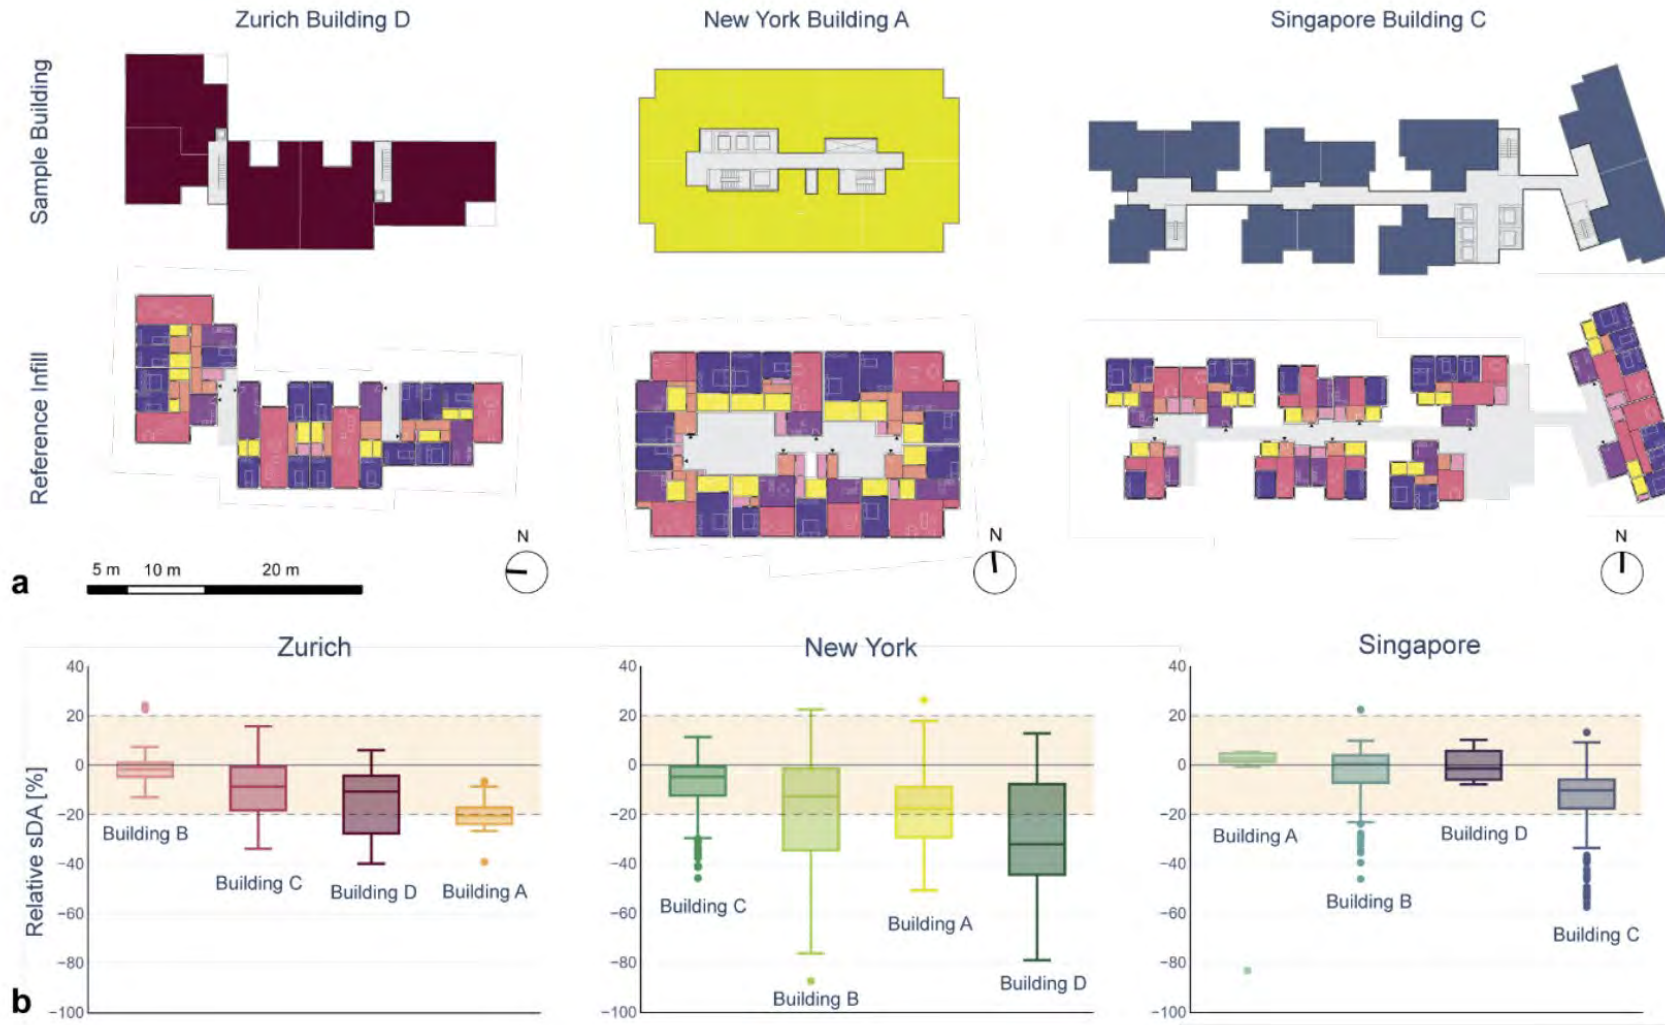 Zurich Building D
New York Building A
Singapore Building C
Sample Building
Reference Infill
N
N
N
5 m 10 m 20 m
a
Zurich
New York
Singapore
Relative sDA [%]
40
20
0
−20
−40
−60
−80
−100
Building B
Building C
Building D
Building A
40
20
0
−20
−40
−60
−80
−100
Building C
Building B
Building A
Building D
40
20
0
−20
−40
−60
−80
−100
Building A
Building B
Building D
Building C
b